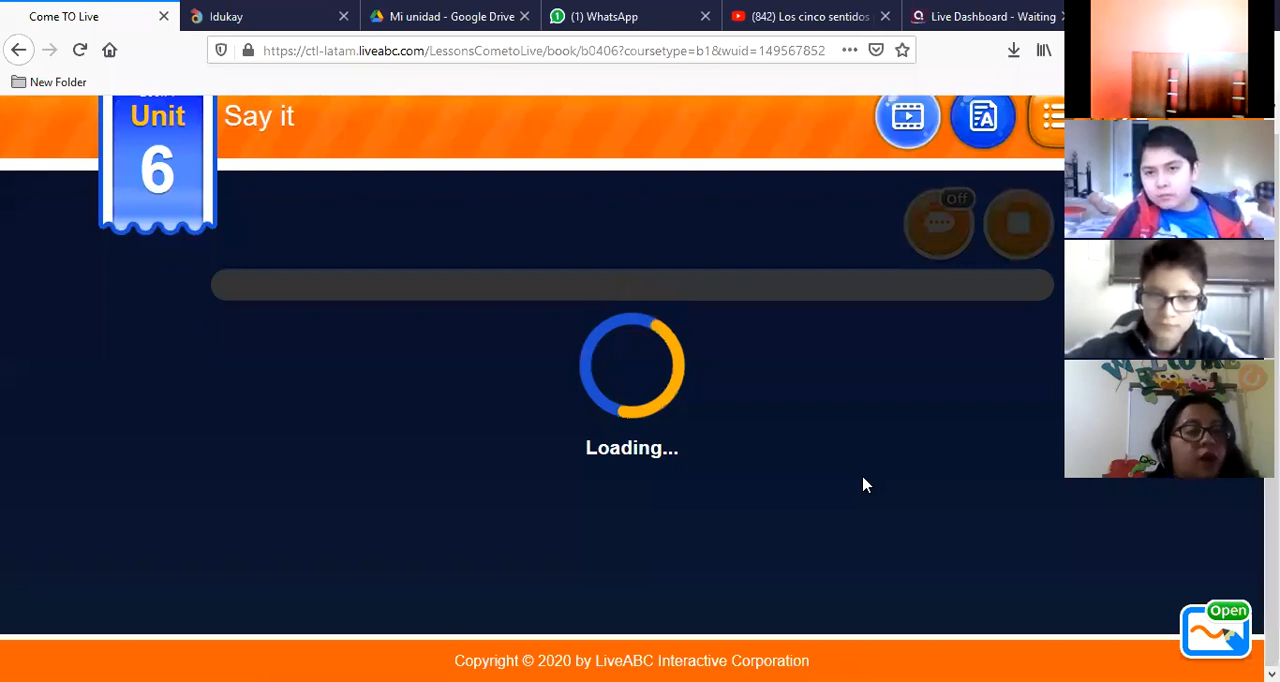 Come TO Live
Idukay
Mi unidad - Google Drive
(1) WhatsApp
(842) Los cinco sentidos
Live Dashboard - Waiting
https://ctl-latam.liveabc.com/LessonsCometoLive/book/b0406?coursetype=b1&wuid=149567852
New Folder
Unit
6
Say it
Off
Loading...
WELCOME
Open
Copyright © 2020 by LiveABC Interactive Corporation